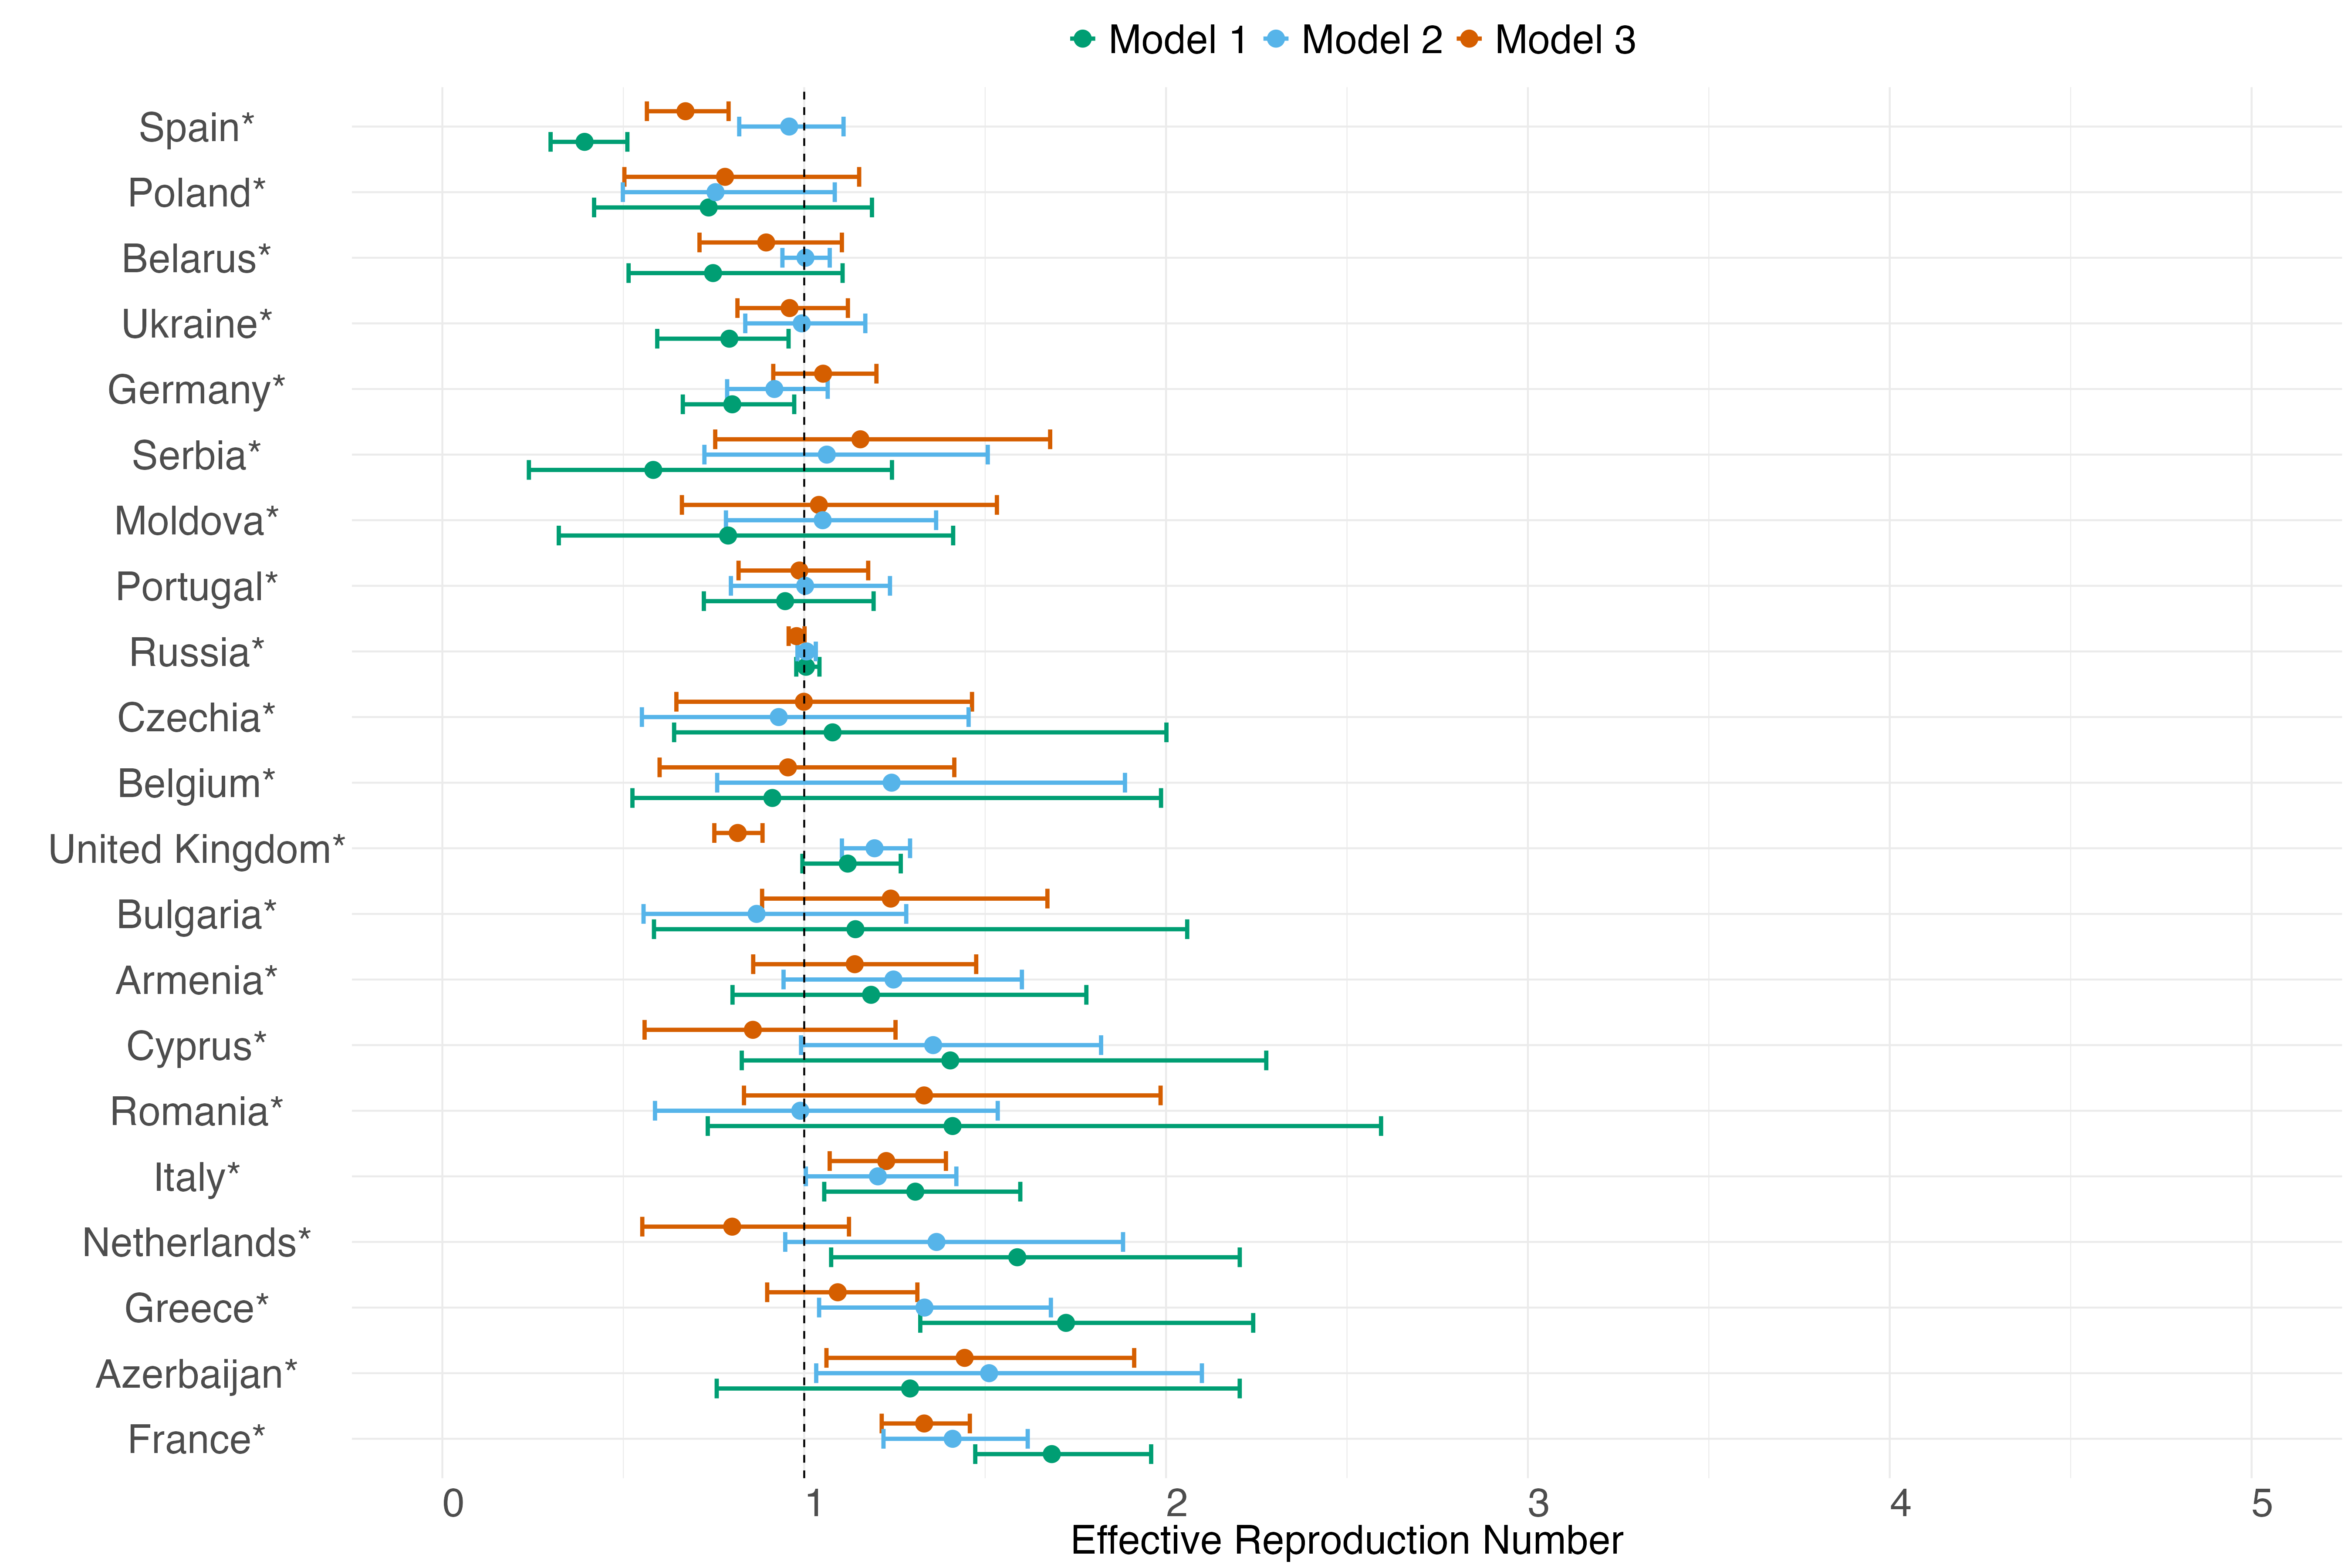 Model 1 Model 2 Model 3
Spain*
Poland*
Belarus*
Ukraine*
Germany*
Serbia*
Moldova*
Portugal*
Russia*
Czechia*
Belgium*
United Kingdom*
Bulgaria*
Armenia*
Cyprus*
Romania*
Italy*
Netherlands*
Greece*
Azerbaijan*
France*
0 1 2 3 4 5
Effective Reproduction Number